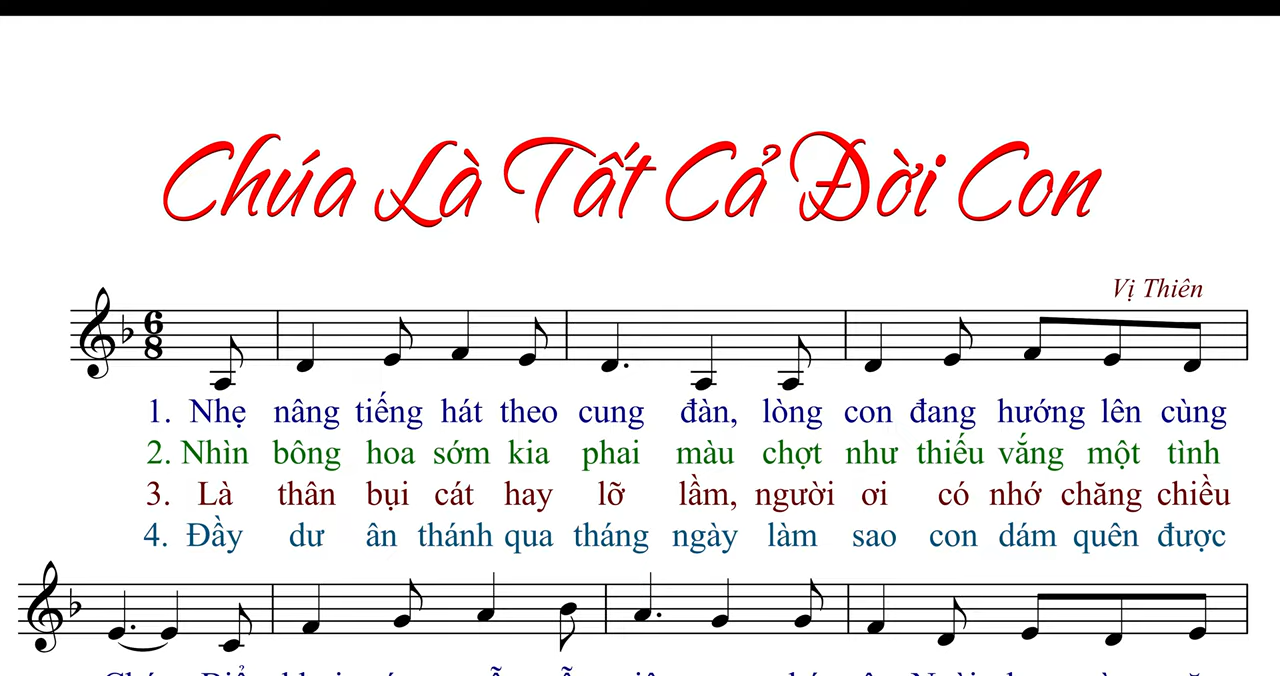 Chúa Là Tất Cả Đời Con
Vị Thiên
6
8
1. Nhẹ nâng tiếng hát theo cung đàn, lòng con đang hướng lên cùng
2. Nhìn bông hoa sớm kia phai màu chợt như thiếu vắng một tình
3. Là thân bụi cát hay lỡ lầm, người ơi có nhớ chăng chiều
4. Đầy dư ân thánh qua tháng ngày làm sao con dám quên được